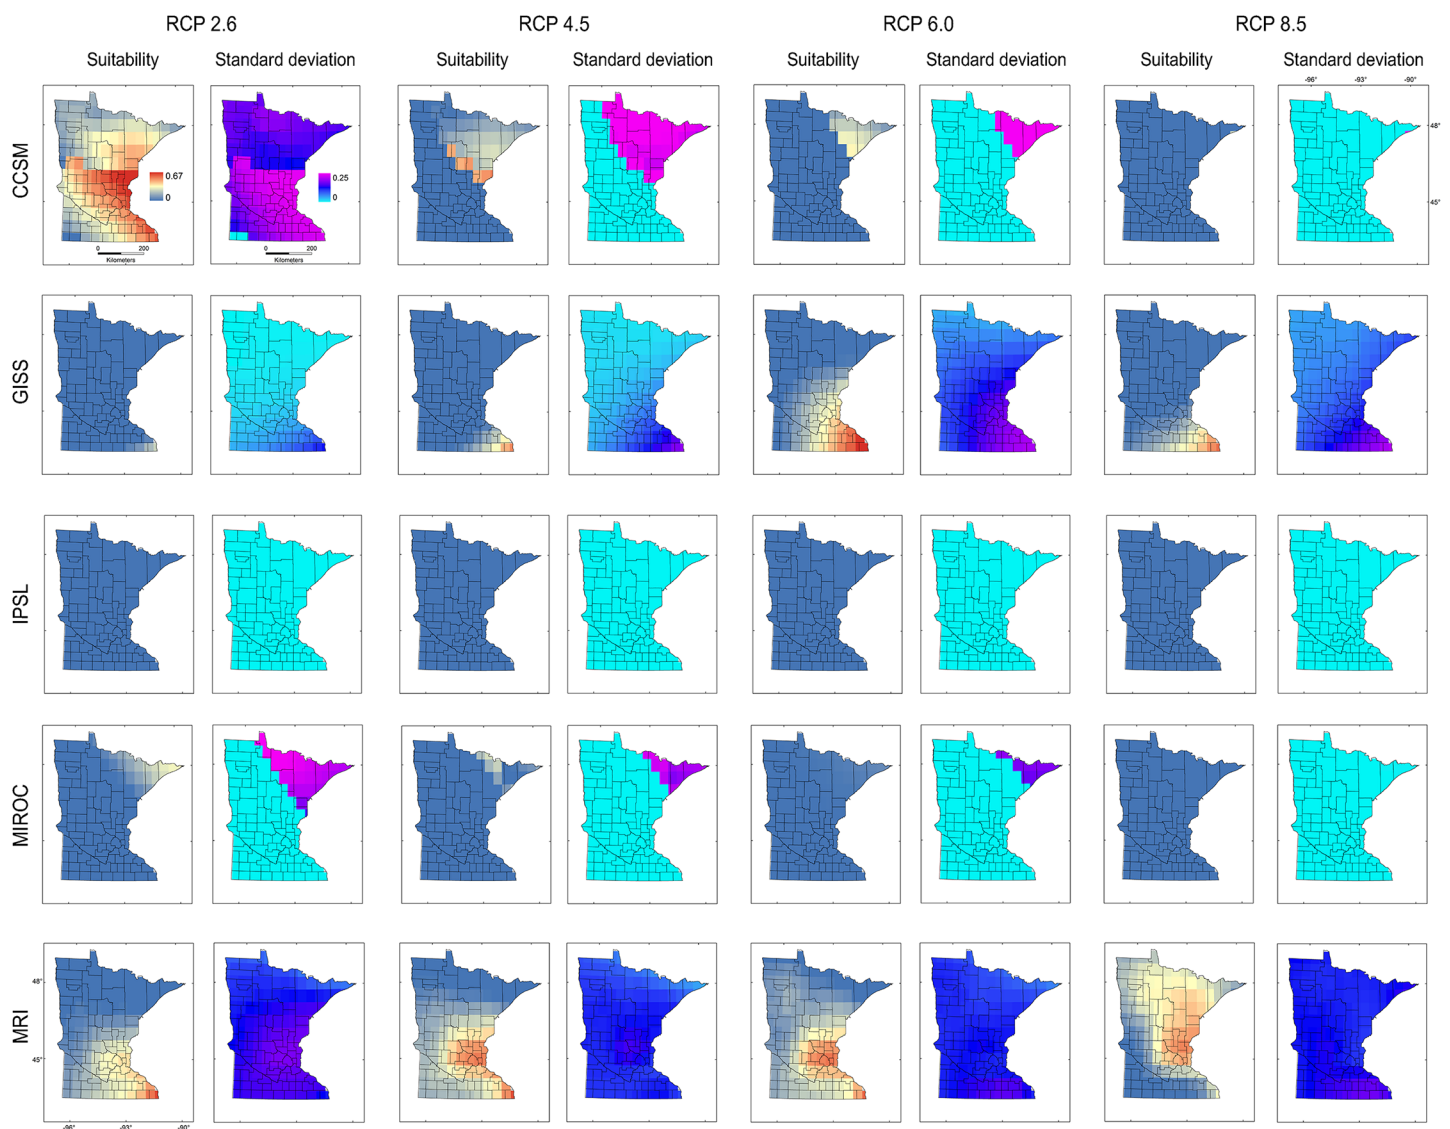 RCP 2.6 RCP 4.5 RCP 6.0 RCP 8.5
Suitability Standard deviation Suitability Standard deviation Suitability Standard deviation Suitability Standard deviation
-96° -93° -90°
CCSM
48°
0.67
0
0.25
0
45°
0 200
Kilometers
0 200
Kilometers
GISS
IPSL
MIROC
MRI
48°
45°
-96° -93° -90°